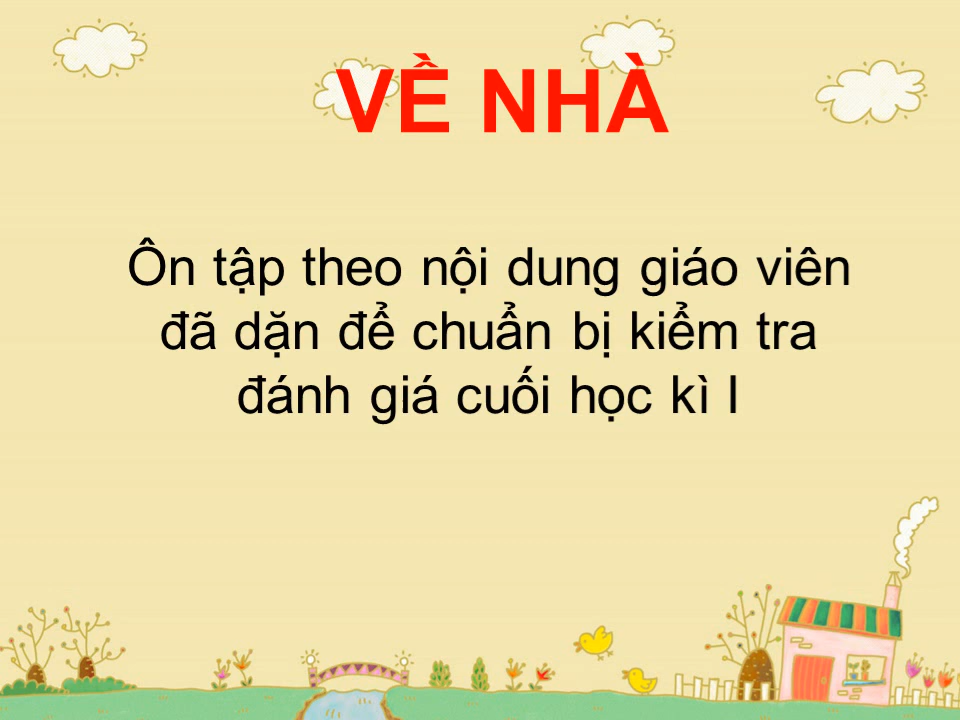 VỀ NHÀ
Ôn tập theo nội dung giáo viên
đã dặn để chuẩn bị kiểm tra
đánh giá cuối học kì I